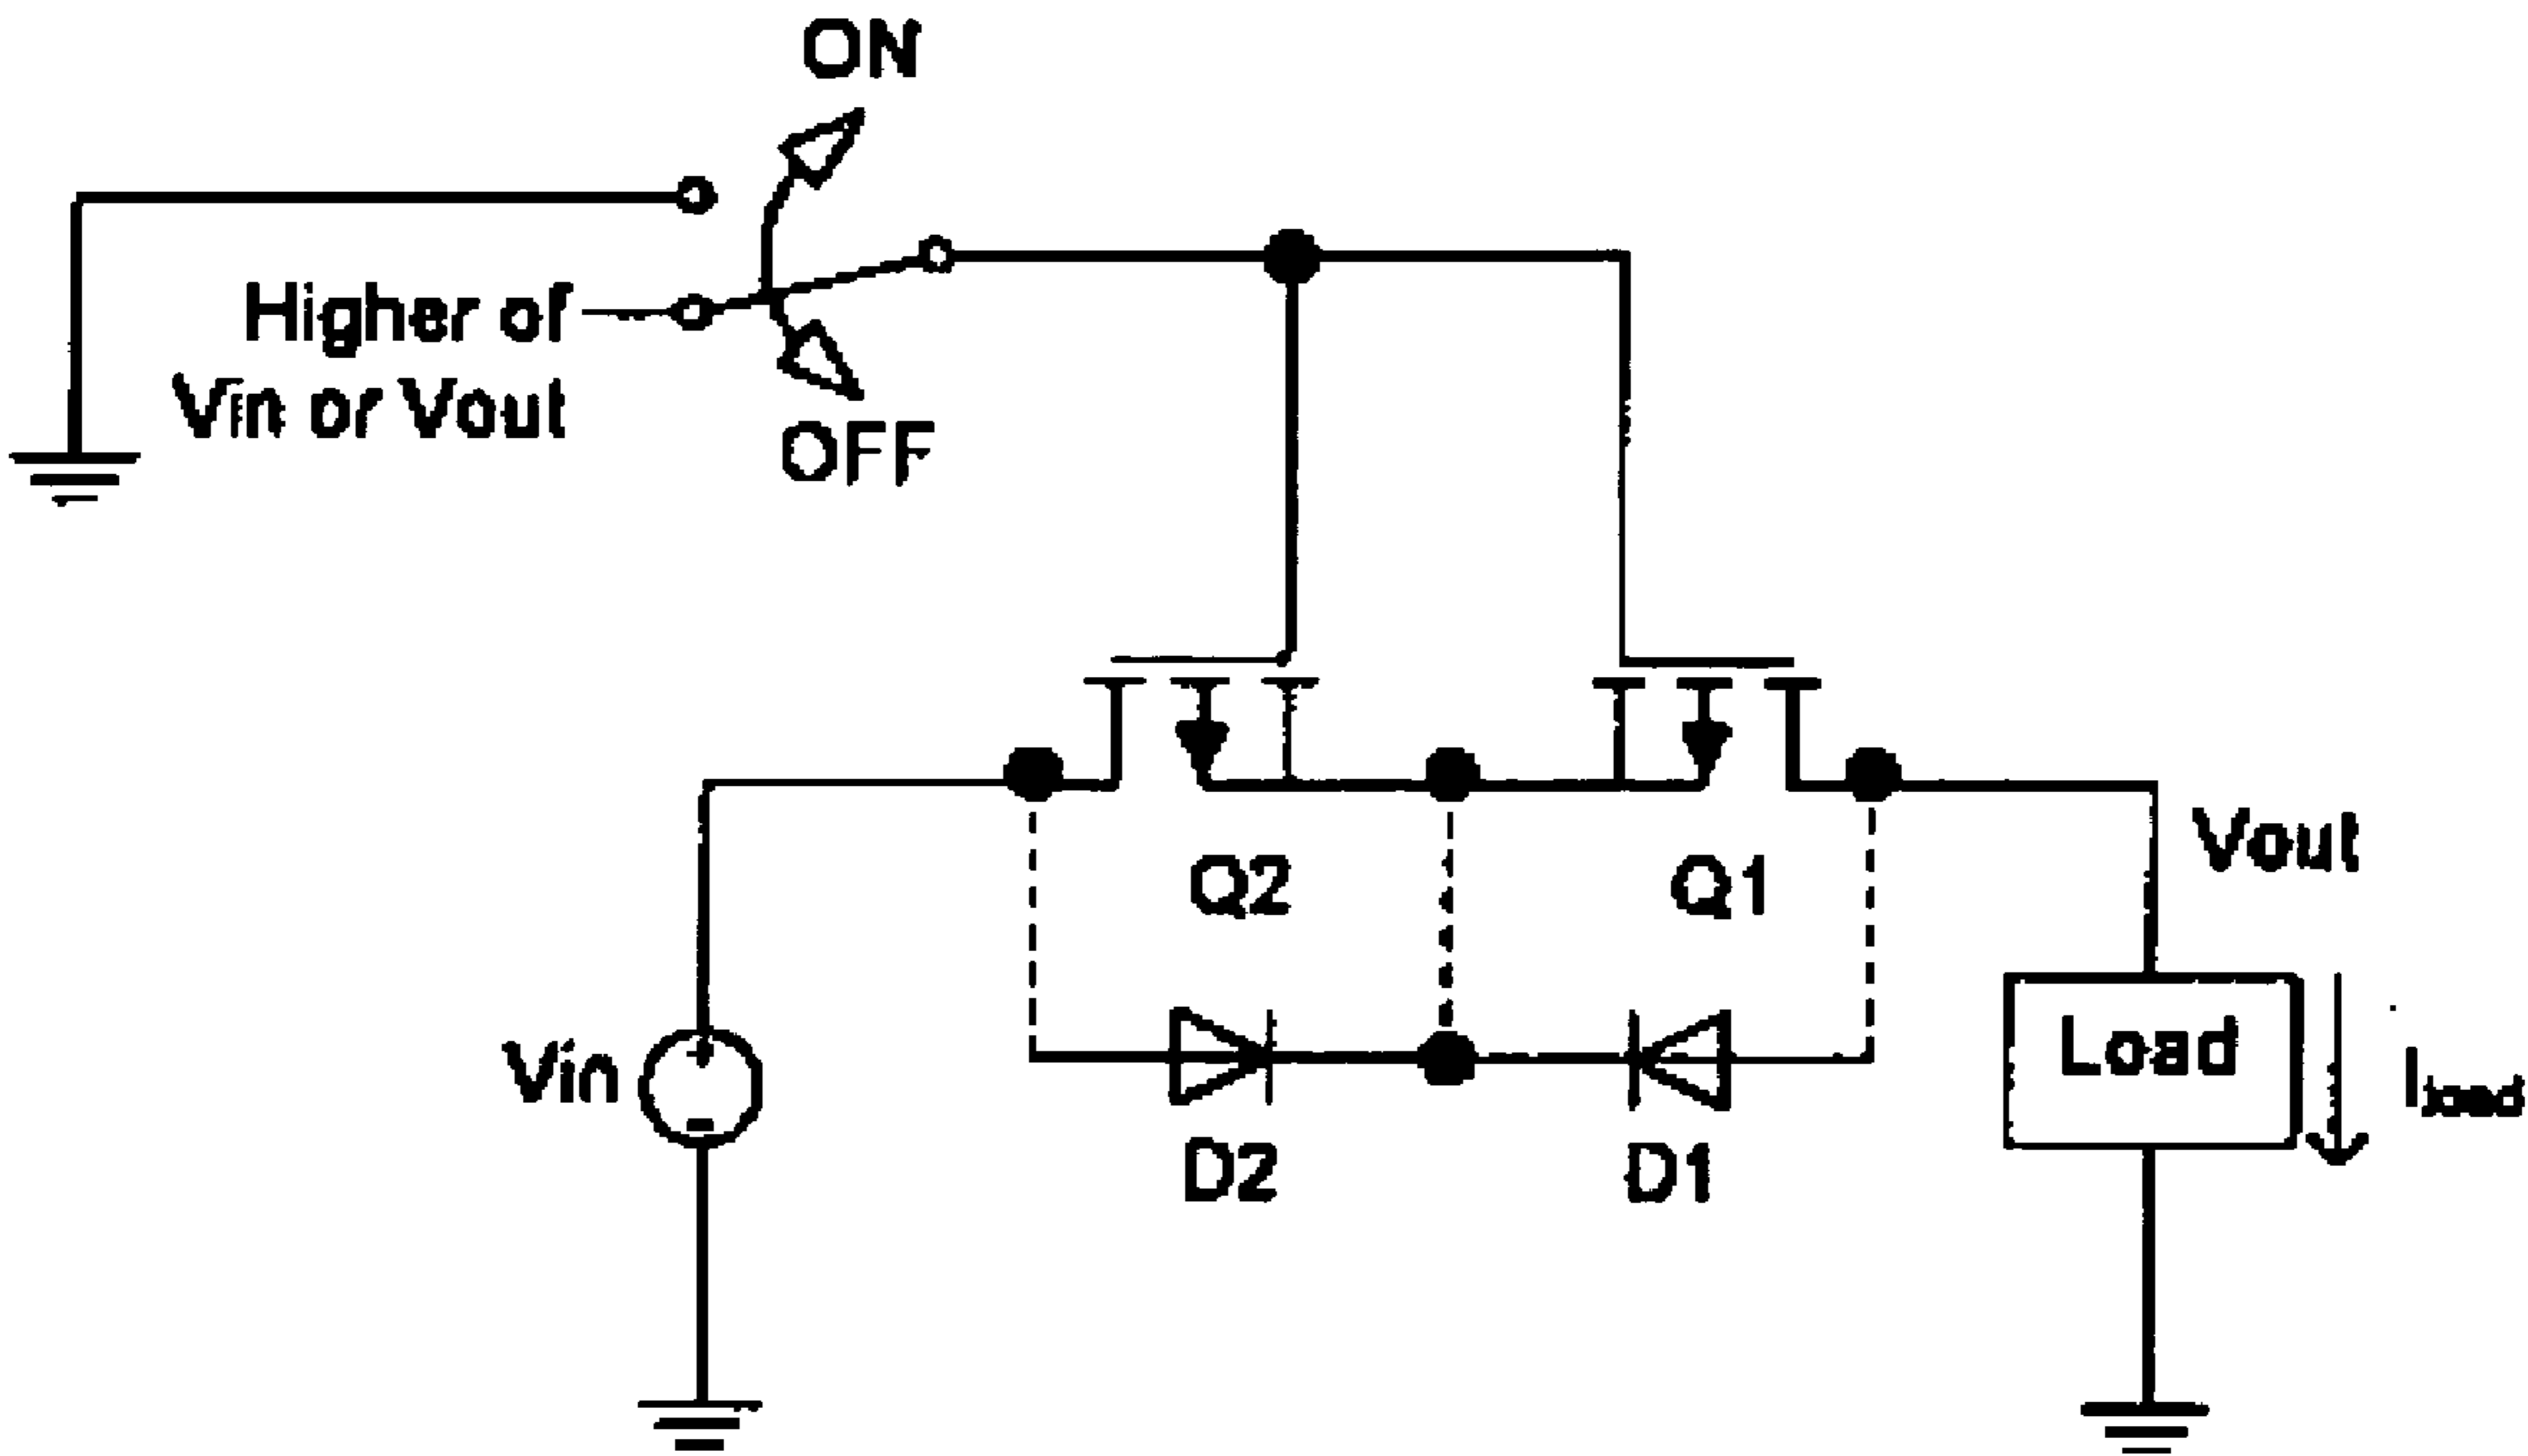 ON
Higher of
Vin or Vout
OFF
Vout
Q2
Q1
Load
Iload
Vin
D2
D1